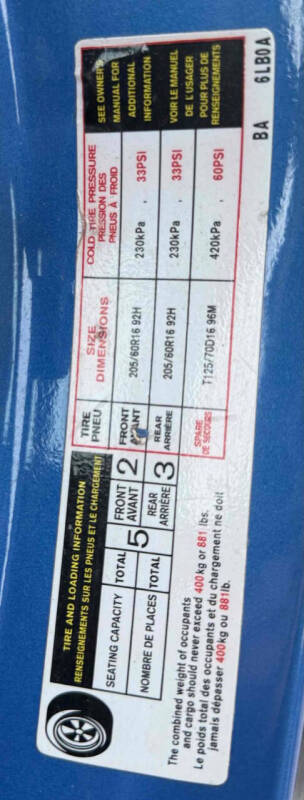 TIRE AND LOADING INFORMATION
RENSEIGNEMENTS SUR LES PNEUS ET LE CHARGEMENT
SEATING CAPACITY TOTAL 5 FRONT AVANT 2 REAR ARRIÈRE 3
NOMBRE DE PLACES TOTAL
The combined weight of occupants
and cargo should never exceed 400kg or 881 lbs.
Le poids total des occupants et du chargement ne doit
jamais dépasser 400kg ou 881lb.
TIRE PNEU SIZE DIMENSIONS COLD TIRE PRESSURE PRESSION DES PNEUS À FROID
FRONT AVANT 205/60R16 92H 230kPa , 33PSI
REAR ARRIÈRE 205/60R16 92H 230kPa , 33PSI
SPARE DE SECOURS T125/70D16 96M 420kPa , 60PSI
SEE OWNER'S
MANUAL FOR
ADDITIONAL
INFORMATION
VOIR LE MANUEL
DE L'USAGER
POUR PLUS DE
RENSEIGNEMENTS
BA 6LB0A